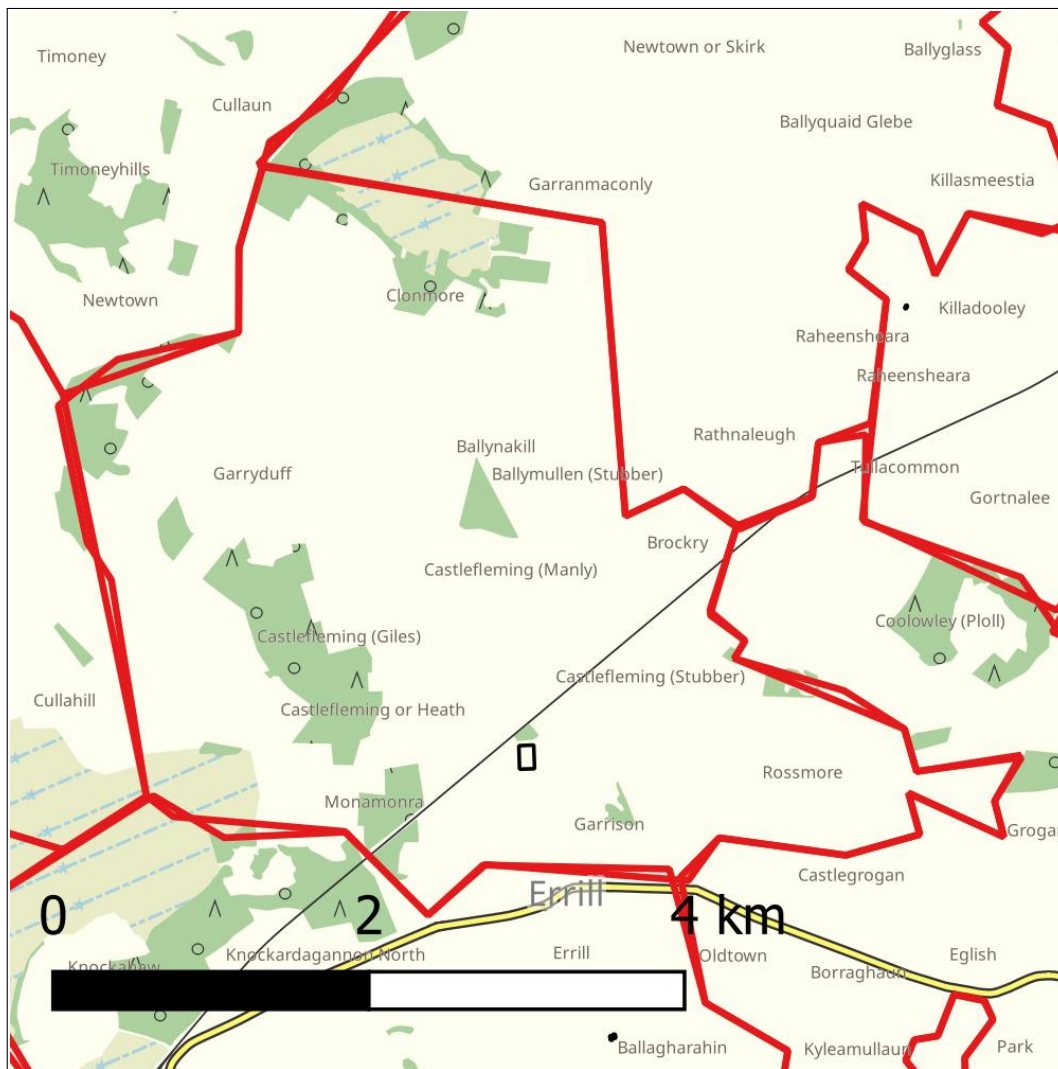 Newtown or Skirk
Ballyglass
Timoney
Cullaun
Ballyquaid Glebe
Timoneyhills
Garranmaconly
Killasmeestia
Newtown
Clonmore
Killadooley
Raheensheara
Raheensheara
Rathnaleugh
Ballynakill
Garryduff
Ballymullen (Stubber)
Tullacommon
Gortnalee
Brockry
Castlefleming (Manly)
Coolowley (Ploll)
Castlefleming (Giles)
Castlefleming (Stubber)
Cullahill
Castlefleming or Heath
Rossmore
Monamonra
Garrison
Grogan
Castlegrogan
Errill
0 2 4 km
Knockardagannon North
Errill
Oldtown
Eglish
Knockahaw
Borraghaun
Ballagharahin
Kyleamullaun
Park